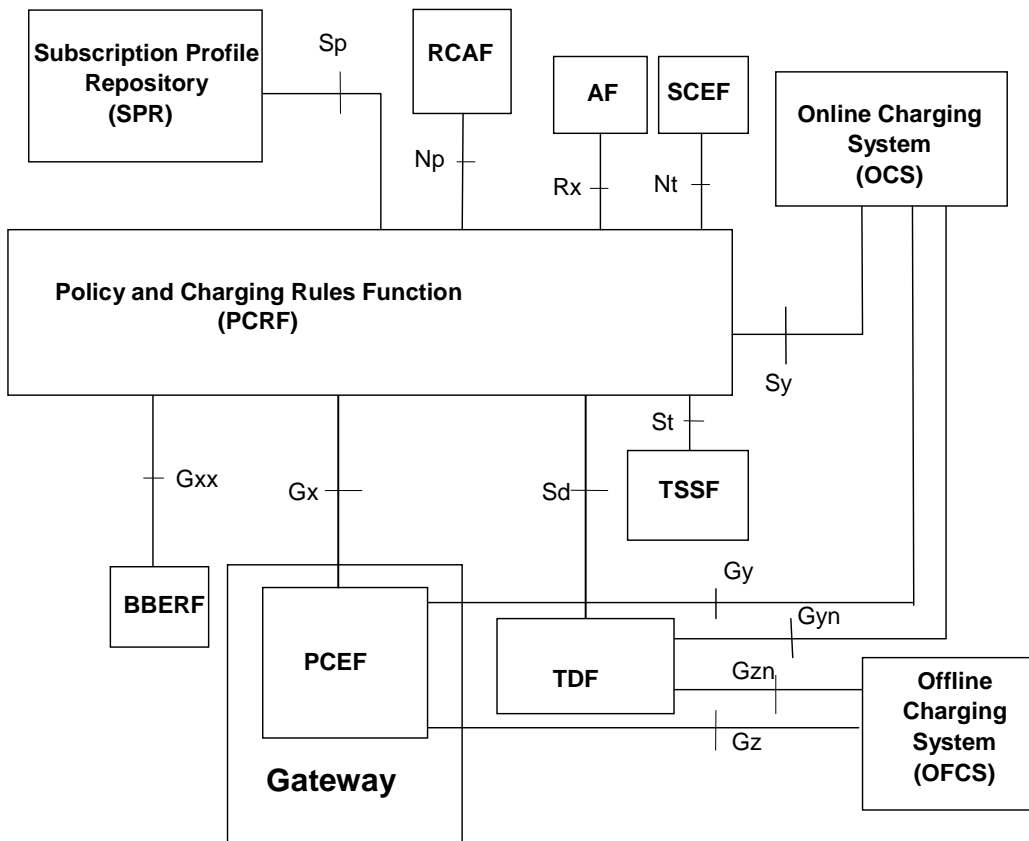 Subscription Profile
Repository
(SPR)
Sp
RCAF
AF
SCEF
Online Charging
System
(OCS)
Np
Rx
Nt
Policy and Charging Rules Function
(PCRF)
Sy
Gxx
Gx
Sd
St
TSSF
BBERF
PCEF
TDF
Gy
Gyn
Gzn
Gz
Offline
Charging
System
(OFCS)
Gateway